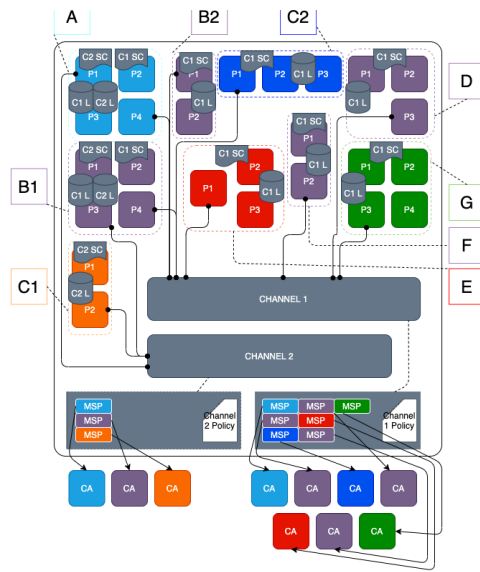 A
B2
C2
C2 SC
C1 SC
P1
P2
C1 L
C2 L
P3
P4
C1 SC
P1
C1 L
P2
C1 SC
P1
P2
C1 L
P3
C1 SC
P1
P2
C1 L
P3
D
B1
C2 SC
C1 SC
P1
P2
C1 L
C2 L
P3
P4
C1 SC
P1
P2
C1 L
P3
C1 SC
P1
C1 L
P2
C1 SC
P1
P2
C1 L
P3
P4
G
F
E
C1
C2 SC
P1
C2 L
P2
CHANNEL 1
CHANNEL 2
MSP
MSP
MSP
Channel
2 Policy
MSP MSP MSP
MSP MSP
MSP MSP
Channel
1 Policy
CA CA CA
CA CA CA CA
CA CA CA